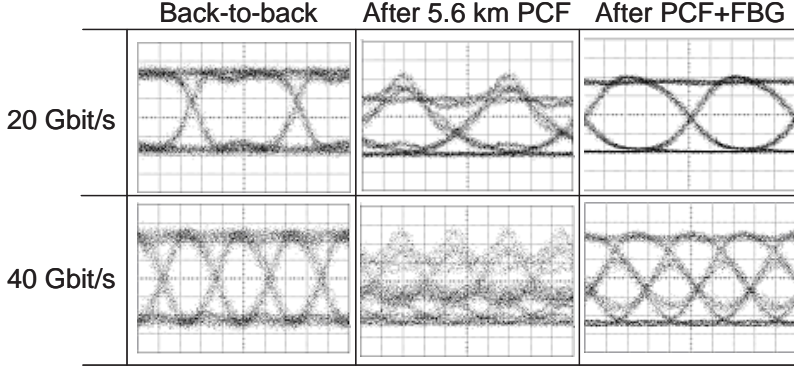 Back-to-back After 5.6 km PCF After PCF+FBG
20 Gbit/s
40 Gbit/s